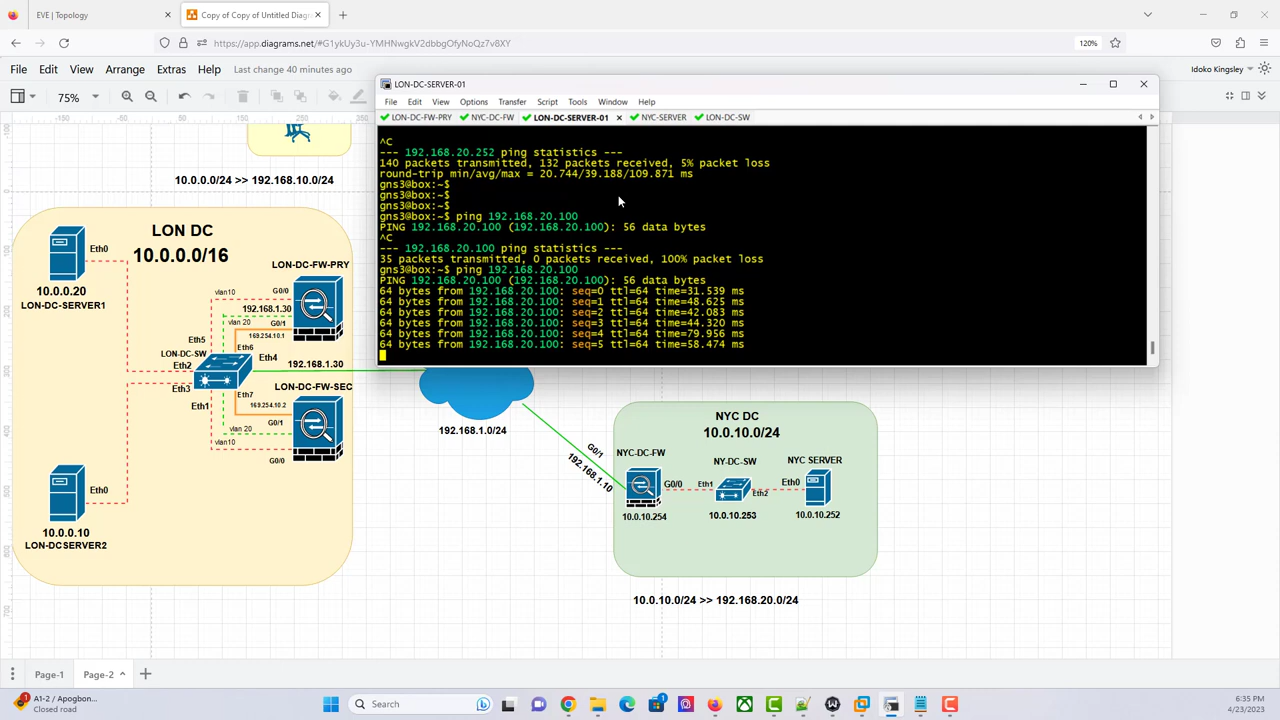 EVE | Topology
Copy of Copy of Untitled Diagr
https://app.diagrams.net/#G1ykUy3u-YMHNwgkV2dbbgOfyNoQz7v8XY
120%
File Edit View Arrange Extras Help Last change 40 minutes ago
Idoko Kingsley
75%
LON-DC-SERVER-01
File Edit View Options Transfer Script Tools Window Help
LON-DC-FW-PRY NYC-DC-FW LON-DC-SERVER-01 NYC-SERVER LON-DC-SW
^C
--- 192.168.20.252 ping statistics ---
140 packets transmitted, 132 packets received, 5% packet loss
round-trip min/avg/max = 20.744/39.188/109.871 ms
gns3@box:~$
gns3@box:~$
gns3@box:~$
gns3@box:~$ ping 192.168.20.100
PING 192.168.20.100 (192.168.20.100): 56 data bytes
^C
--- 192.168.20.100 ping statistics ---
35 packets transmitted, 0 packets received, 100% packet loss
gns3@box:~$ ping 192.168.20.100
PING 192.168.20.100 (192.168.20.100): 56 data bytes
64 bytes from 192.168.20.100: seq=0 ttl=64 time=31.539 ms
64 bytes from 192.168.20.100: seq=1 ttl=64 time=48.625 ms
64 bytes from 192.168.20.100: seq=2 ttl=64 time=42.083 ms
64 bytes from 192.168.20.100: seq=3 ttl=64 time=44.320 ms
64 bytes from 192.168.20.100: seq=4 ttl=64 time=79.956 ms
64 bytes from 192.168.20.100: seq=5 ttl=64 time=58.474 ms
10.0.0.0/24 >> 192.168.10.0/24
LON DC
10.0.0.0/16
Eth0
10.0.0.20
LON-DC-SERVER1
LON-DC-FW-PRY
vlan10
G0/0
192.168.1.30
vlan 20
G0/1
169.254.10.1
Eth5
Eth6
LON-DC-SW
Eth4
192.168.1.30
Eth2
Eth3
LON-DC-FW-SEC
Eth7
169.254.10.2
Eth1
G0/1
vlan 20
vlan10
G0/0
Eth0
10.0.0.10
LON-DCSERVER2
192.168.1.0/24
G0/1
192.168.1.10
NYC DC
10.0.10.0/24
NYC-DC-FW
NY-DC-SW
NYC SERVER
G0/0
Eth1
Eth2
Eth0
10.0.10.254
10.0.10.253
10.0.10.252
10.0.10.0/24 >> 192.168.20.0/24
Page-1 Page-2
A1-2 / Apogbon...
Closed road
Search
6:35 PM
4/23/2023